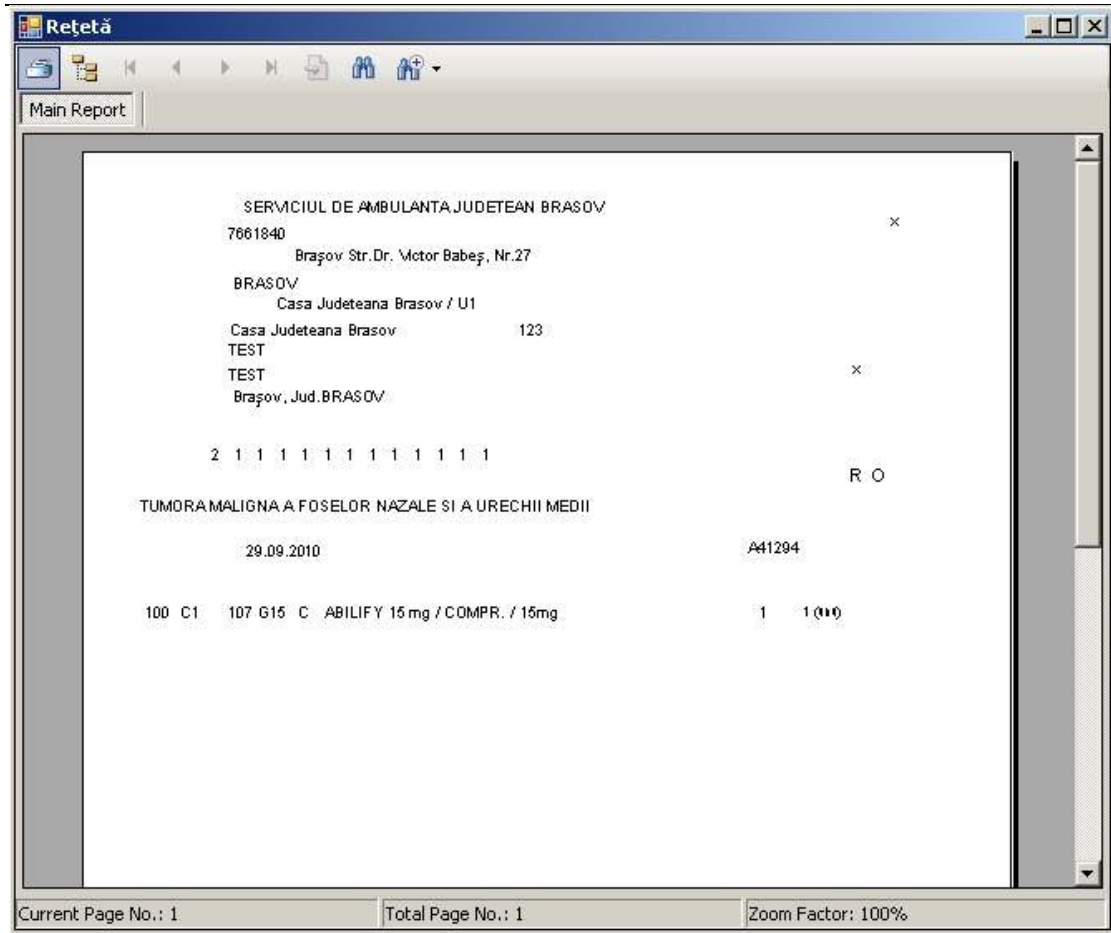 Rețetă
Main Report
SERVICIUL DE AMBULANTA JUDETEAN BRASOV
x
7661840
Brașov Str.Dr. Victor Babeș, Nr.27
BRASOV
Casa Judeteana Brasov / U1
Casa Judeteana Brasov 123
TEST
TEST
x
Brașov, Jud.BRASOV
2 1 1 1 1 1 1 1 1 1 1 1 1
R O
TUMORA MALIGNA A FOSELOR NAZALE SI A URECHII MEDII
29.09.2010 A41294
100 C1 107 G15 C ABILIFY 15 mg / COMPR. / 15mg 1 1
Current Page No.: 1 Total Page No.: 1 Zoom Factor: 100%